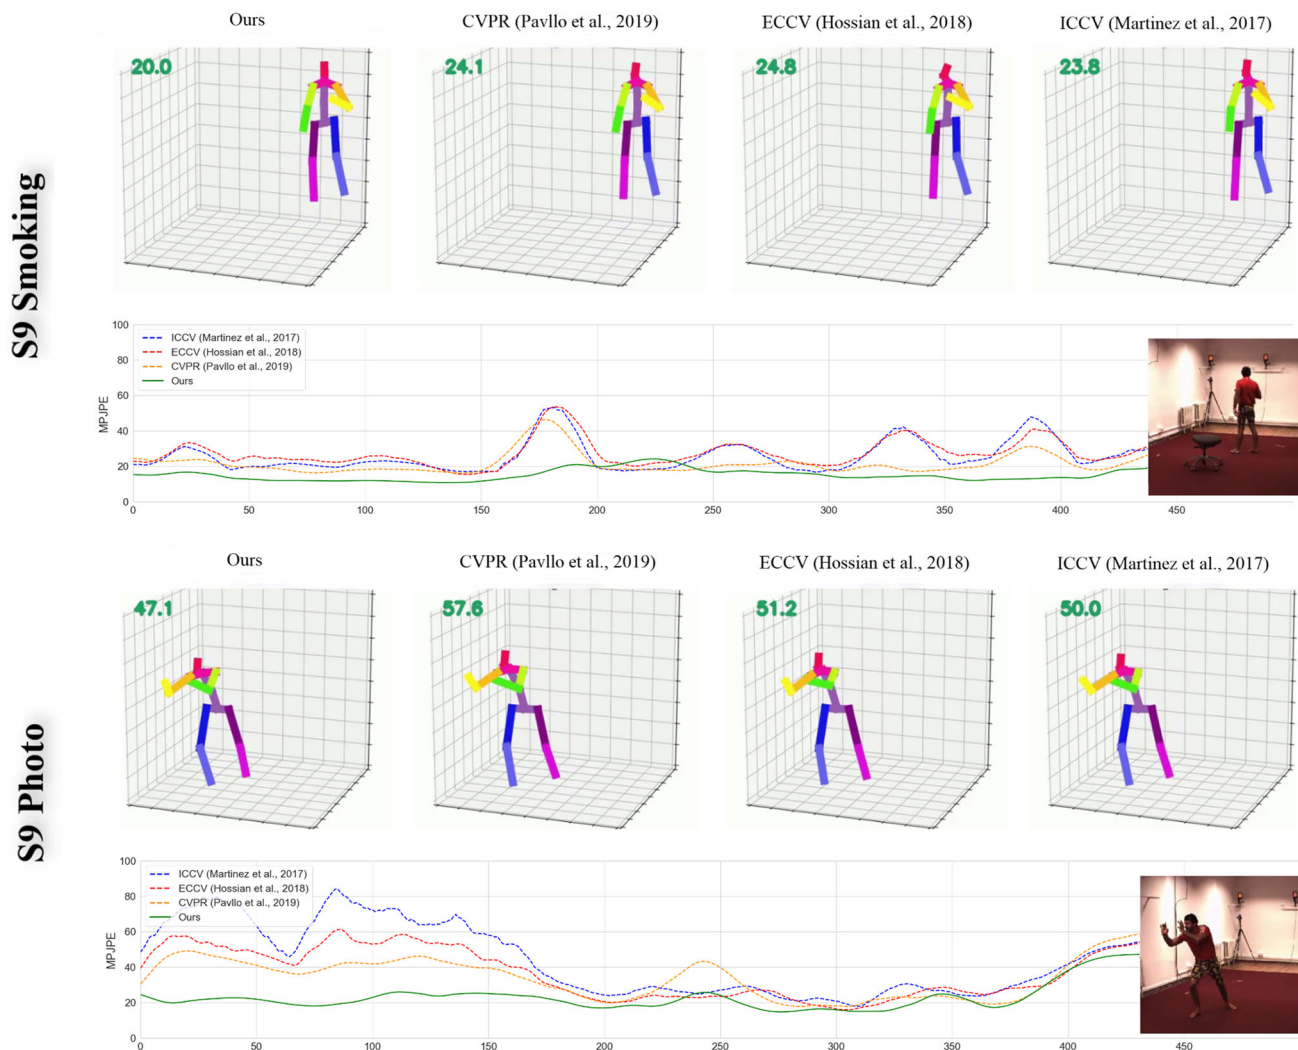 Ours
CVPR (Pavllo et al., 2019)
ECCV (Hossian et al., 2018)
ICCV (Martinez et al., 2017)
S9 Smoking
20.0
24.1
24.8
23.8
100
80
60
40
20
0
MPJPE
ICCV (Martinez et al., 2017)
ECCV (Hossian et al., 2018)
CVPR (Pavllo et al., 2019)
Ours
0
50
100
150
200
250
300
350
400
450
Ours
CVPR (Pavllo et al., 2019)
ECCV (Hossian et al., 2018)
ICCV (Martinez et al., 2017)
S9 Photo
47.1
57.6
51.2
50.0
100
80
60
40
20
0
MPJPE
ICCV (Martinez et al., 2017)
ECCV (Hossian et al., 2018)
CVPR (Pavllo et al., 2019)
Ours
0
50
100
150
200
250
300
350
400
450